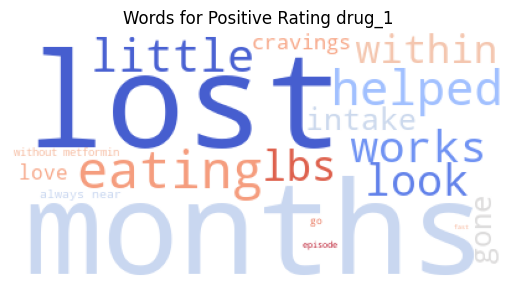 Words for Positive Rating drug_1
cravings
little
within
lost
helped
intake
works
without metformin
eating
lbs
love
look
always near
months
gone
go
fast
episode